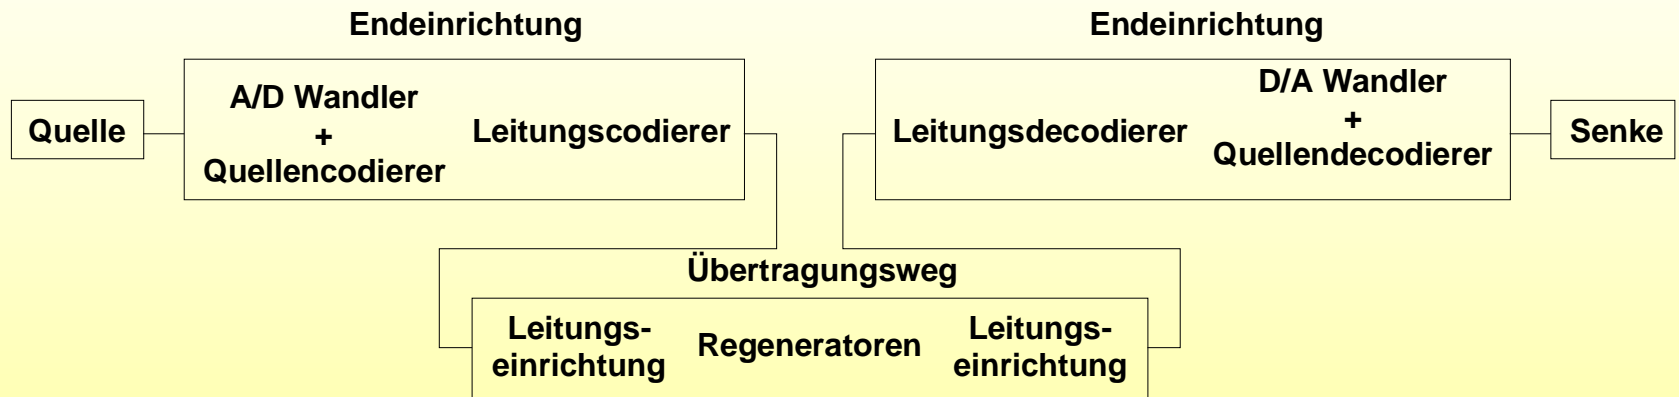 Endeinrichtung
Endeinrichtung
Quelle
A/D Wandler
+
Quellencodierer
Leitungscodierer
Leitungsdecodierer
D/A Wandler
+
Quellendecodierer
Senke
Übertragungsweg
Leitungs-
einrichtung
Regeneratoren
Leitungs-
einrichtung